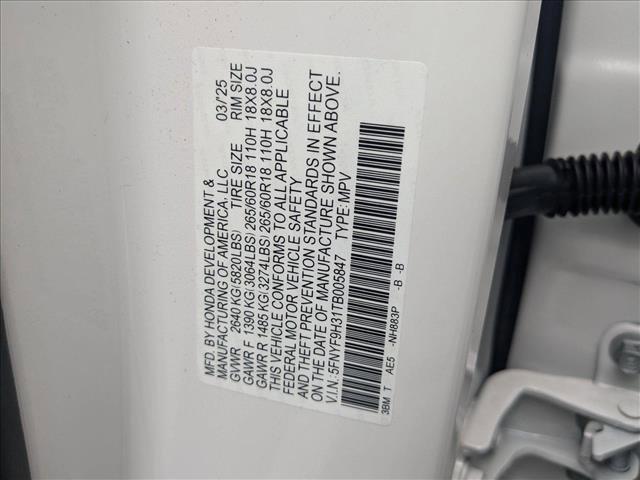 MFD. BY HONDA DEVELOPMENT &
MANUFACTURING OF AMERICA, LLC 03/25
GVWR 2640 KG(5820LBS) TIRE SIZE RIM SIZE
GAWR F 1390 KG(3064LBS) 265/60R18 110H 18X8.0J
GAWR R 1485 KG(3274LBS) 265/60R18 110H 18X8.0J
THIS VEHICLE CONFORMS TO ALL APPLICABLE
FEDERAL MOTOR VEHICLE SAFETY
AND THEFT PREVENTION STANDARDS IN EFFECT
ON THE DATE OF MANUFACTURE SHOWN ABOVE.
V.I.N.: 5FNYF9H31TB005847 TYPE: MPV
3BM T AE5 -NH883P -B -B